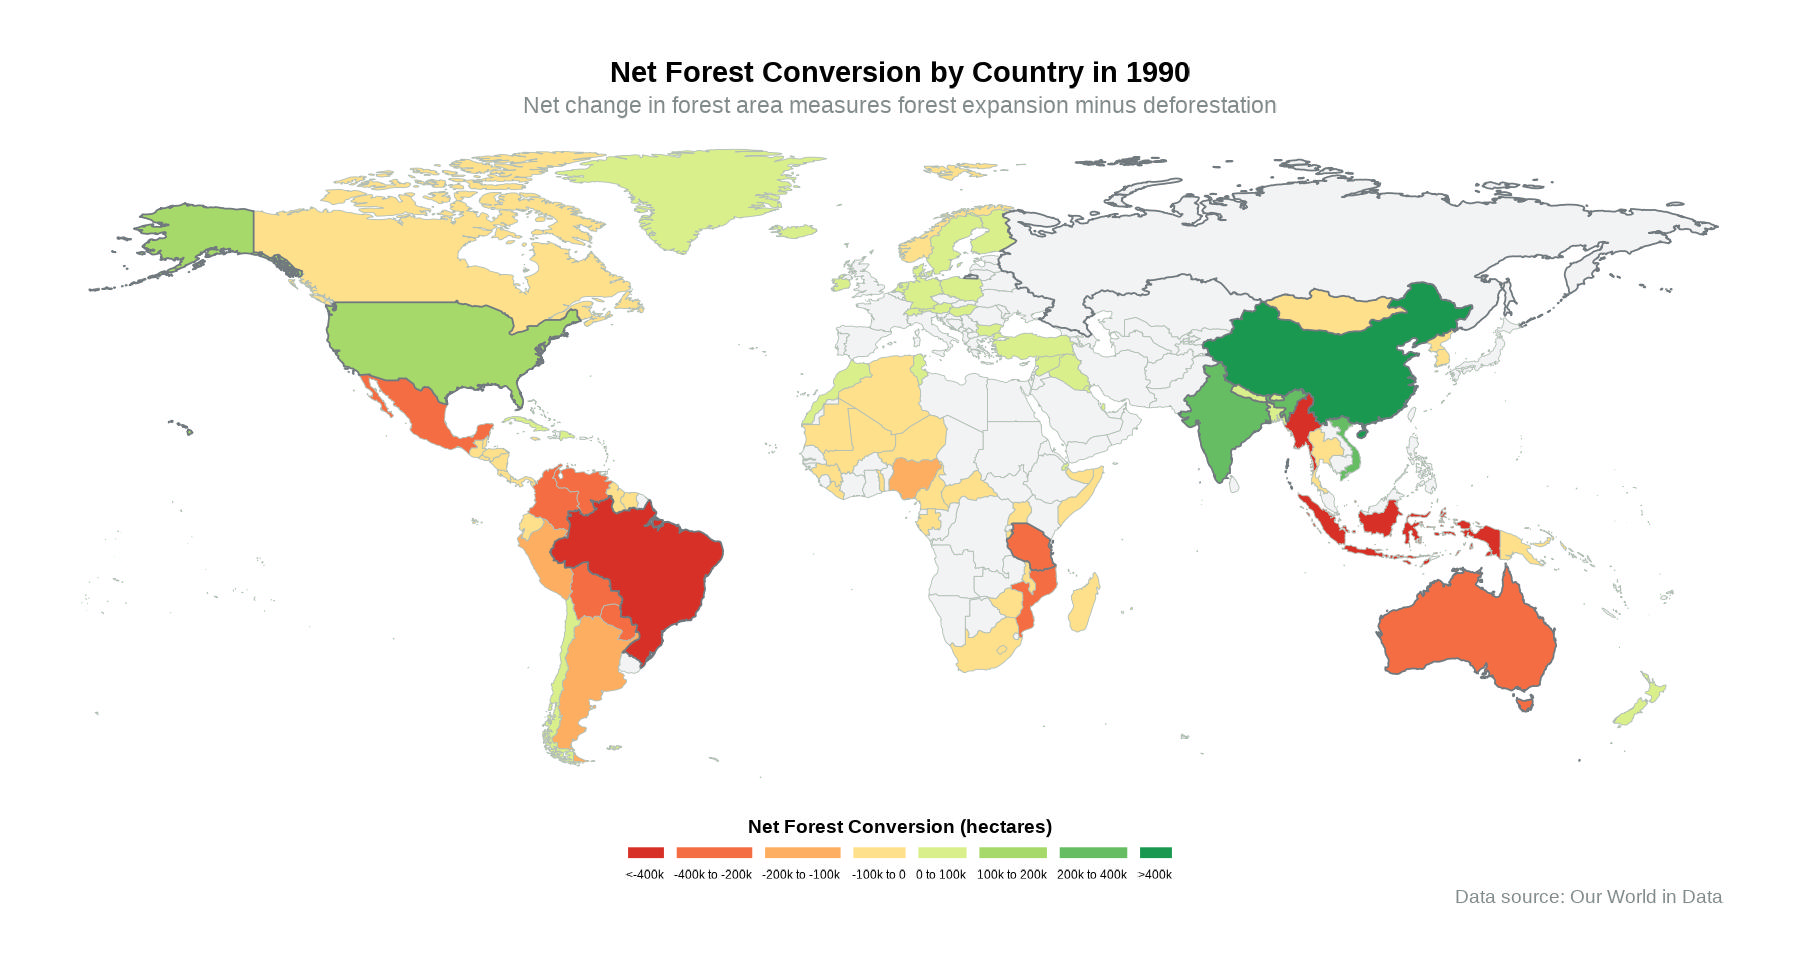 Net Forest Conversion by Country in 1990
Net change in forest area measures forest expansion minus deforestation
Net Forest Conversion (hectares)
<-400k -400k to -200k -200k to -100k -100k to 0 0 to 100k 100k to 200k 200k to 400k >400k
Data source: Our World in Data